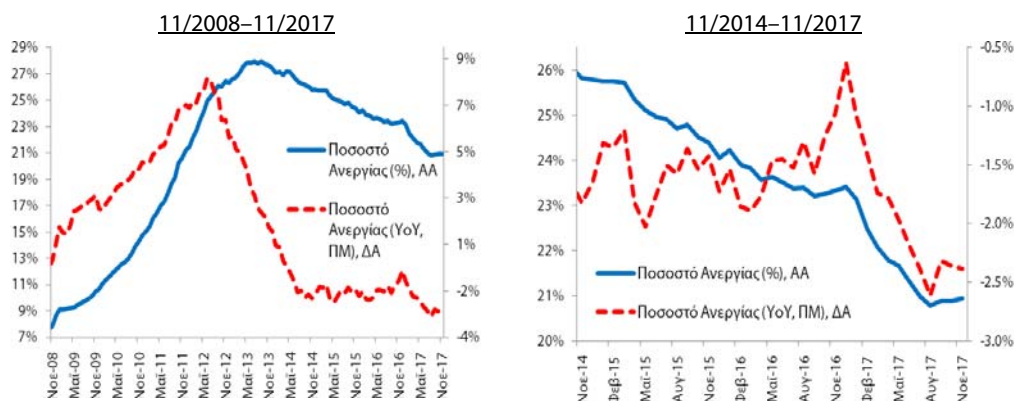 11/2008–11/2017
29%
27%
25%
23%
21%
19%
17%
15%
13%
11%
9%
7%
9%
7%
5%
3%
1%
-2%
-2%
-4%
Ποσοστό
Ανεργίας (%), ΑΑ
Ποσοστό
Ανεργίας (YoY,
ΠΜ), ΔΑ
Νοε-08
Μαϊ-09
Νοε-09
Μαϊ-10
Νοε-10
Μαϊ-11
Νοε-11
Μαϊ-12
Νοε-12
Μαϊ-13
Νοε-13
Μαϊ-14
Νοε-14
Μαϊ-15
Νοε-15
Μαϊ-16
Νοε-16
Μαϊ-17
Νοε-17
11/2014–11/2017
26%
25%
24%
23%
22%
21%
20%
-0.5%
-1.0%
-1.5%
-2.0%
-2.5%
-3.0%
Ποσοστό Ανεργίας (%), ΑΑ
Ποσοστό Ανεργίας (YoY, ΠΜ), ΔΑ
Νοε-14
Φεβ-15
Μαϊ-15
Αυγ-15
Νοε-15
Φεβ-16
Μαϊ-16
Αυγ-16
Νοε-16
Φεβ-17
Μαϊ-17
Αυγ-17
Νοε-17